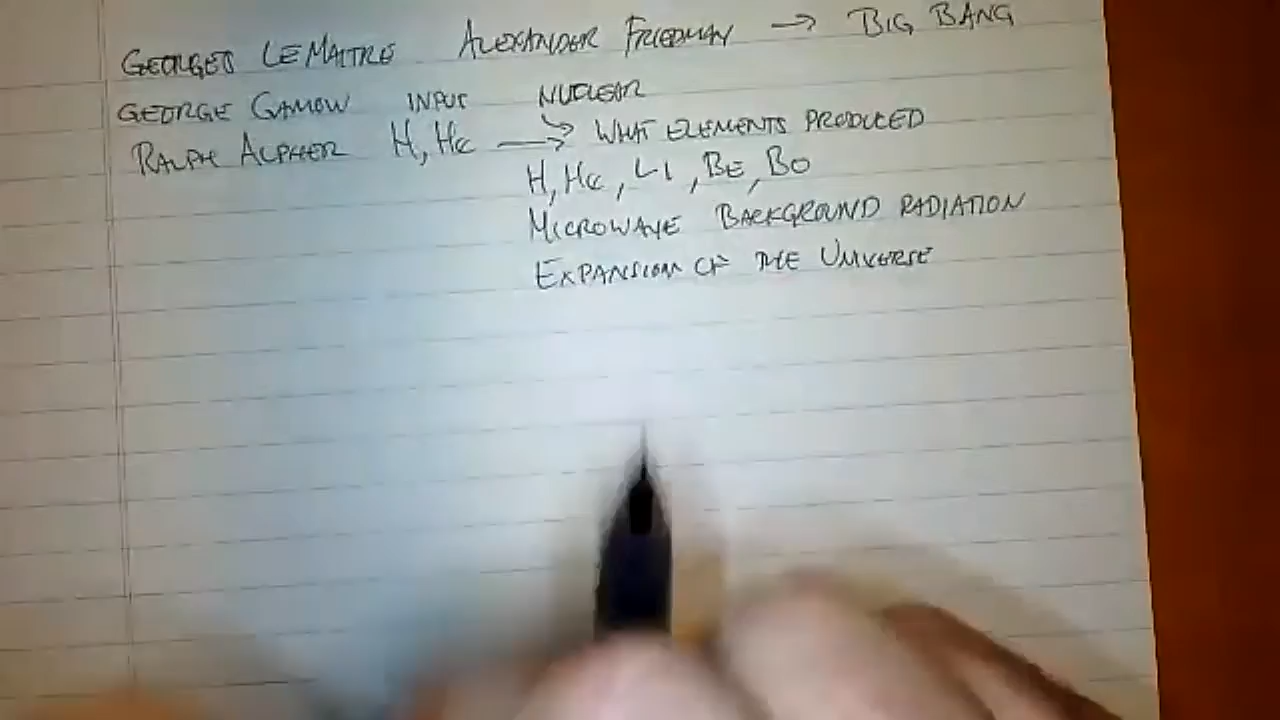 GEORGES LEMAITRE ALEXANDER FRIEDMAN → BIG BANG
GEORGE GAMOW INPUT NUCLEAR
RALPH ALPHER H, He → WHAT ELEMENTS PRODUCED
H, He, LI, BE, BO
MICROWAVE BACKGROUND RADIATION
EXPANSION OF THE UNIVERSE